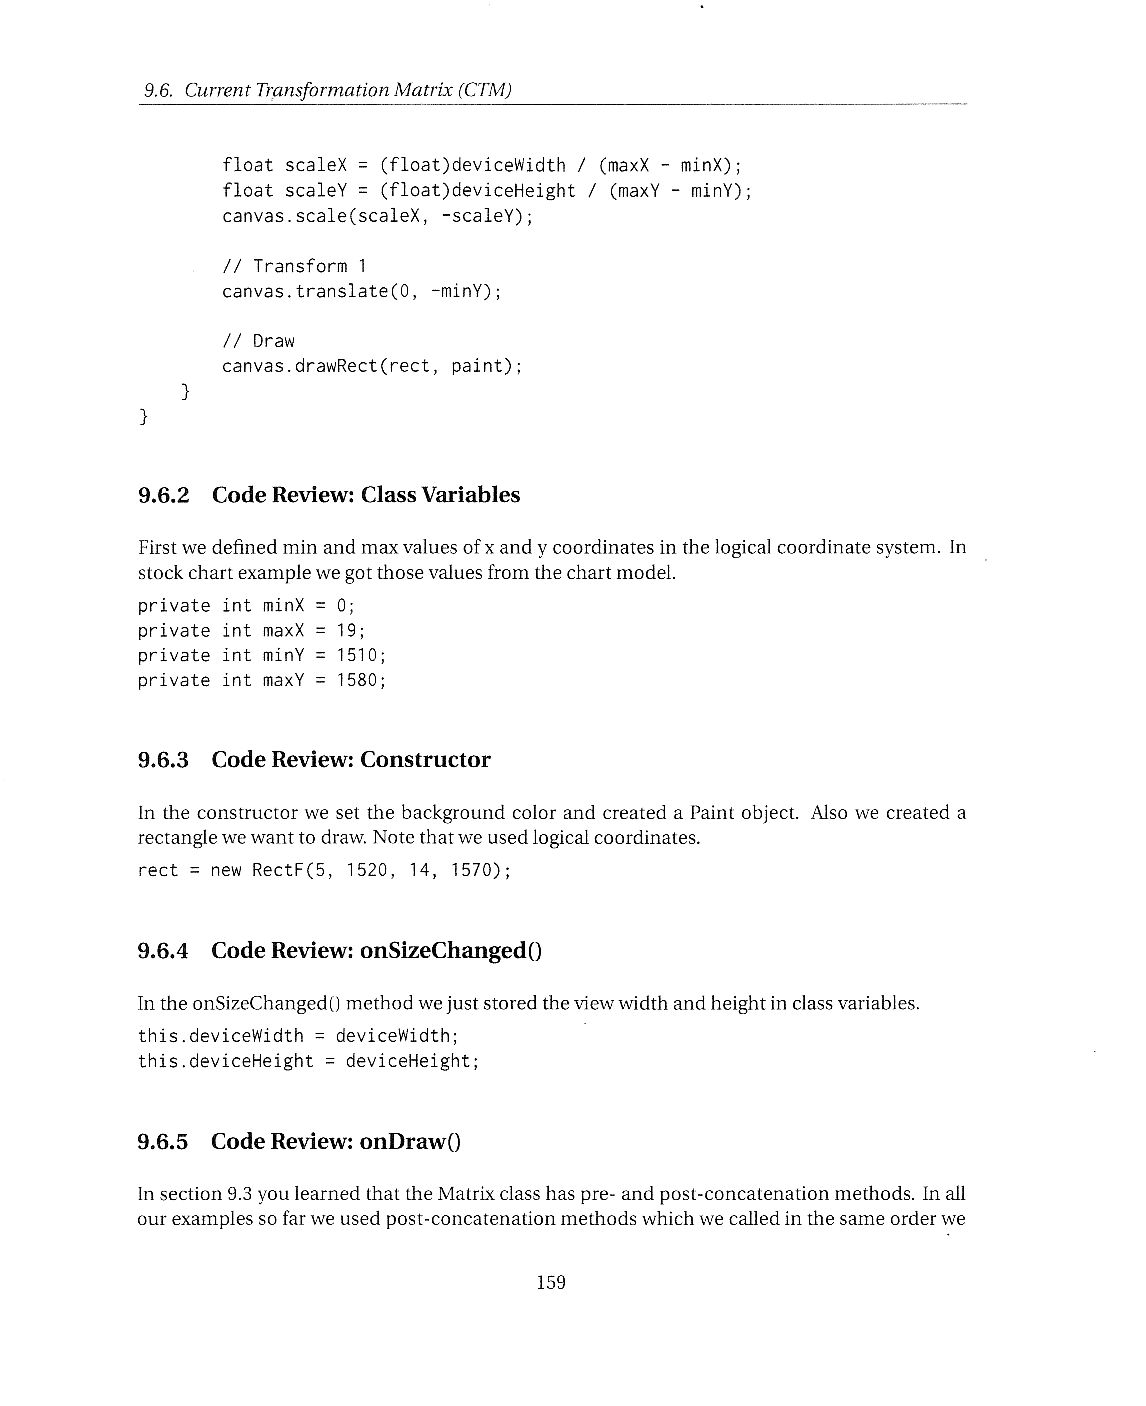 9.6. Current Transformation Matrix (CTM)
float scaleX = (float)deviceWidth / (maxX - minX);
float scaleY = (float)deviceHeight / (maxY - minY);
canvas.scale(scaleX, -scaleY);
// Transform 1
canvas.translate(0, -minY);
// Draw
canvas.drawRect(rect, paint);
}
}
9.6.2 Code Review: Class Variables
First we defined min and max values of x and y coordinates in the logical coordinate system. In
stock chart example we got those values from the chart model.
private int minX = 0;
private int maxX = 19;
private int minY = 1510;
private int maxY = 1580;
9.6.3 Code Review: Constructor
In the constructor we set the background color and created a Paint object. Also we created a
rectangle we want to draw. Note that we used logical coordinates.
rect = new RectF(5, 1520, 14, 1570);
9.6.4 Code Review: onSizeChanged()
In the onSizeChanged() method we just stored the view width and height in class variables.
this.deviceWidth = deviceWidth;
this.deviceHeight = deviceHeight;
9.6.5 Code Review: onDraw()
In section 9.3 you learned that the Matrix class has pre- and post-concatenation methods. In all
our examples so far we used post-concatenation methods which we called in the same order we
159